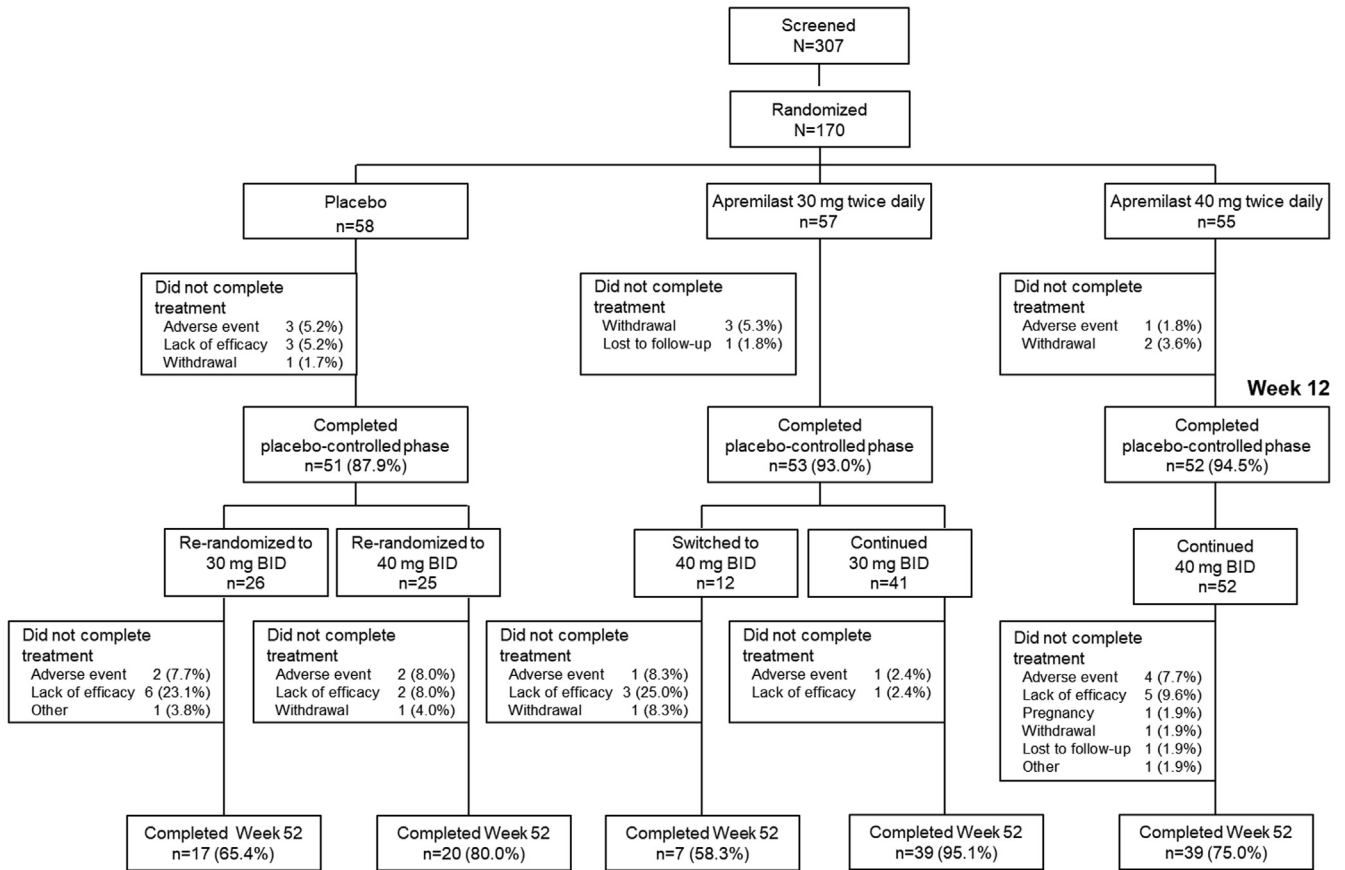 Screened
N=307
Randomized
N=170
Placebo
n=58
Apremilast 30 mg twice daily
n=57
Apremilast 40 mg twice daily
n=55
Did not complete
treatment
Adverse event 3 (5.2%)
Lack of efficacy 3 (5.2%)
Withdrawal 1 (1.7%)
Did not complete
treatment
Withdrawal 3 (5.3%)
Lost to follow-up 1 (1.8%)
Did not complete
treatment
Adverse event 1 (1.8%)
Withdrawal 2 (3.6%)
Week 12
Completed
placebo-controlled phase
n=51 (87.9%)
Completed
placebo-controlled phase
n=53 (93.0%)
Completed
placebo-controlled phase
n=52 (94.5%)
Re-randomized to
30 mg BID
n=26
Re-randomized to
40 mg BID
n=25
Switched to
40 mg BID
n=12
Continued
30 mg BID
n=41
Continued
40 mg BID
n=52
Did not complete
treatment
Adverse event 2 (7.7%)
Lack of efficacy 6 (23.1%)
Other 1 (3.8%)
Did not complete
treatment
Adverse event 2 (8.0%)
Lack of efficacy 2 (8.0%)
Withdrawal 1 (4.0%)
Did not complete
treatment
Adverse event 1 (8.3%)
Lack of efficacy 3 (25.0%)
Withdrawal 1 (8.3%)
Did not complete
treatment
Adverse event 1 (2.4%)
Lack of efficacy 1 (2.4%)
Did not complete
treatment
Adverse event 4 (7.7%)
Lack of efficacy 5 (9.6%)
Pregnancy 1 (1.9%)
Withdrawal 1 (1.9%)
Lost to follow-up 1 (1.9%)
Other 1 (1.9%)
Completed Week 52
n=17 (65.4%)
Completed Week 52
n=20 (80.0%)
Completed Week 52
n=7 (58.3%)
Completed Week 52
n=39 (95.1%)
Completed Week 52
n=39 (75.0%)